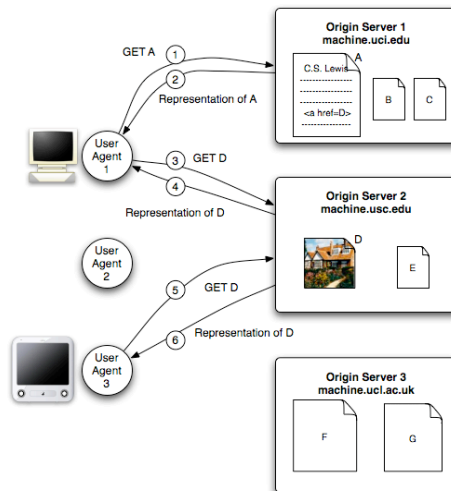 Origin Server 1
machine.uci.edu
A
C.S. Lewis
<a href=D>
B
C
GET A
1
2
Representation of A
User
Agent
1
3
GET D
4
Representation of D
Origin Server 2
machine.usc.edu
D
E
User
Agent
2
5
GET D
6
Representation of D
User
Agent
3
Origin Server 3
machine.ucl.ac.uk
F
G